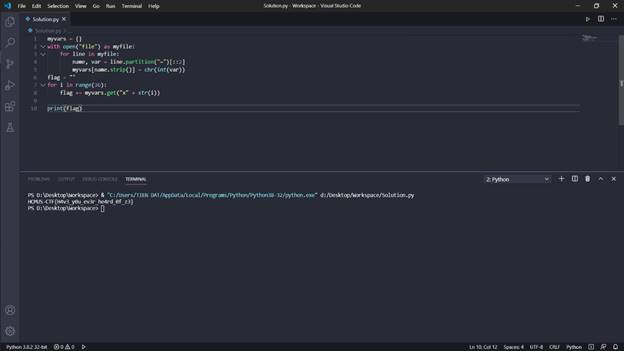 File Edit Selection View Go Run Terminal Help
Solution.py - Workspace - Visual Studio Code
Solution.py
Solution.py
1 myvars = {}
2 with open("file") as myfile:
3 for line in myfile:
4 name, var = line.partition("=")[::2]
5 myvars[name.strip()] = chr(int(var))
6 flag = ""
7 for i in range(36):
8 flag += myvars.get("x" + str(i))
9
10 print(flag)
PROBLEMS OUTPUT DEBUG CONSOLE TERMINAL
2: Python
PS D:\Desktop\Workspace> & "C:/Users/TIEN DAT/AppData/Local/Programs/Python/Python38-32/python.exe" d:/Desktop/Workspace/Solution.py
PS D:\Desktop\Workspace>
Python 3.8.2 32-bit 0 0
Ln 10, Col 12 Spaces: 4 UTF-8 CRLF Python